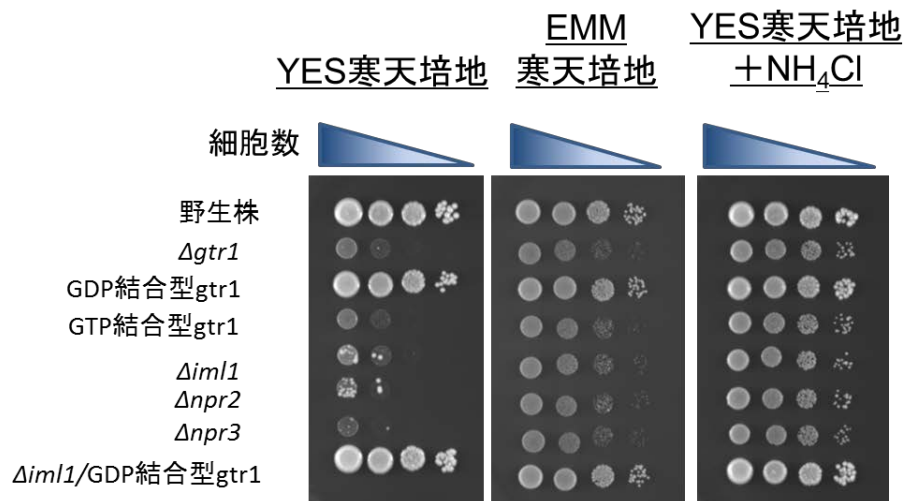 YES寒天培地
EMM
寒天培地
YES寒天培地
＋NH₄Cl
細胞数
野生株
Δgtr1
GDP結合型gtr1
GTP結合型gtr1
Δiml1
Δnpr2
Δnpr3
Δiml1/GDP結合型gtr1